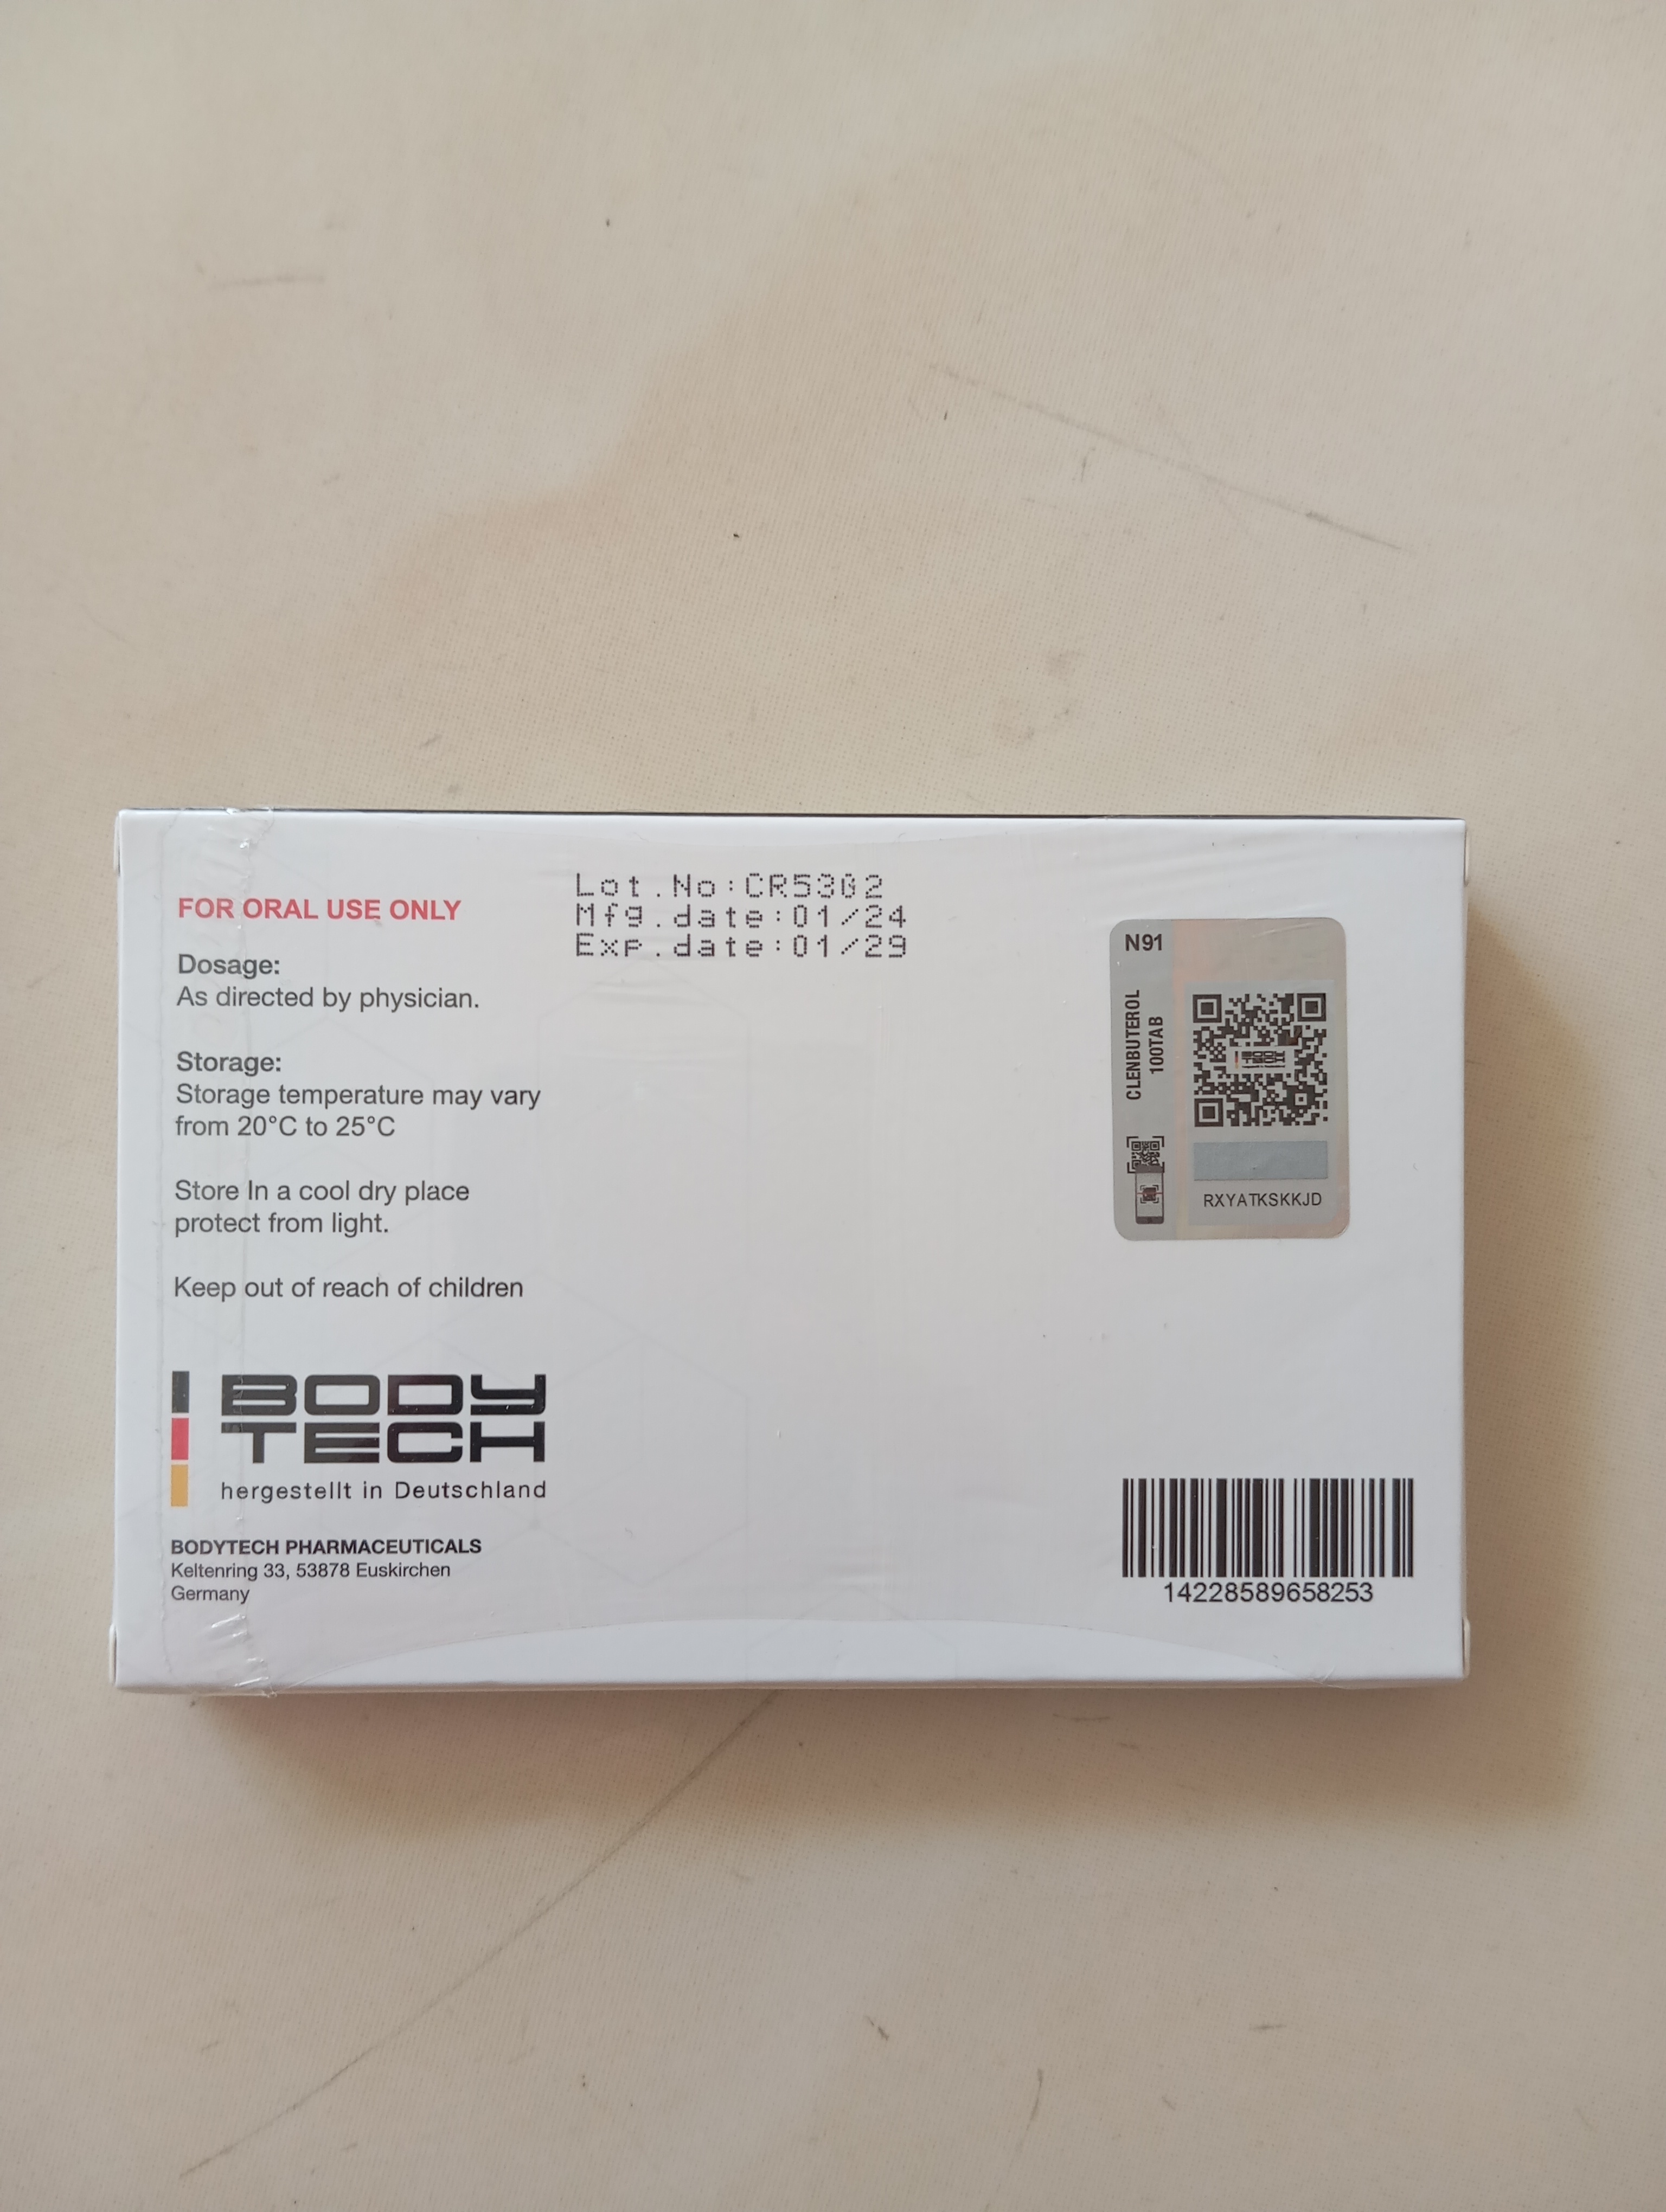 FOR ORAL USE ONLY
Dosage:
As directed by physician.
Storage:
Storage temperature may vary
from 20°C to 25°C
Store In a cool dry place
protect from light.
Keep out of reach of children
BODY
TECH
hergestellt in Deutschland
BODYTECH PHARMACEUTICALS
Keltenring 33, 53878 Euskirchen
Germany
Lot.No:CR5302
Mfg.date:01/24
Exp.date:01/29
N91
CLENBUTEROL
100TAB
BODY
TECH
RXYATKSKKJD
14228589658253